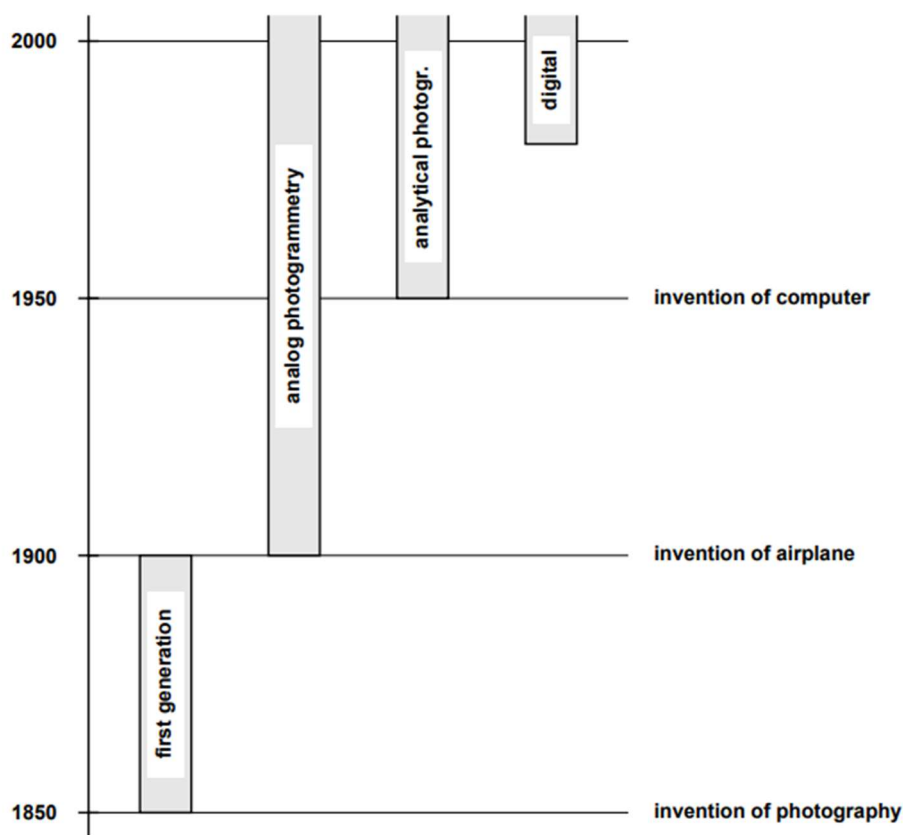 2000
digital
analytical photogr.
analog photogrammetry
1950
invention of computer
1900
invention of airplane
first generation
1850
invention of photography